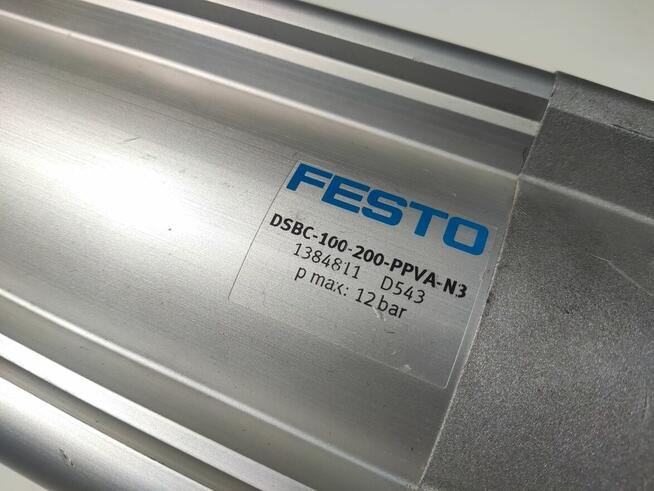 FESTO
DSBC-100-200-PPVA-N3
1384811 D543
p max: 12 bar